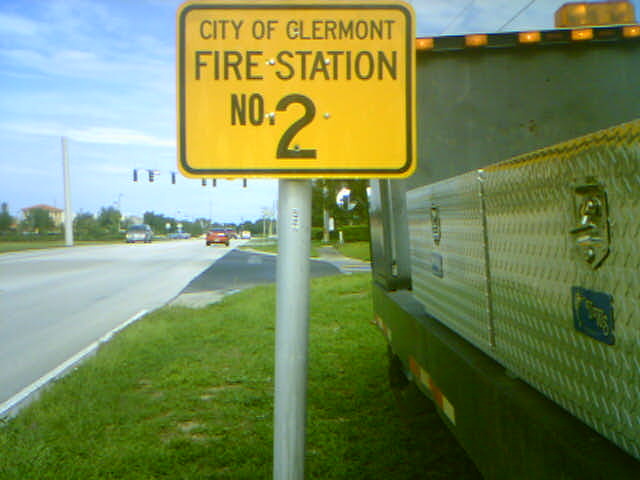 CITY OF CLERMONT
FIRE STATION
NO. 2